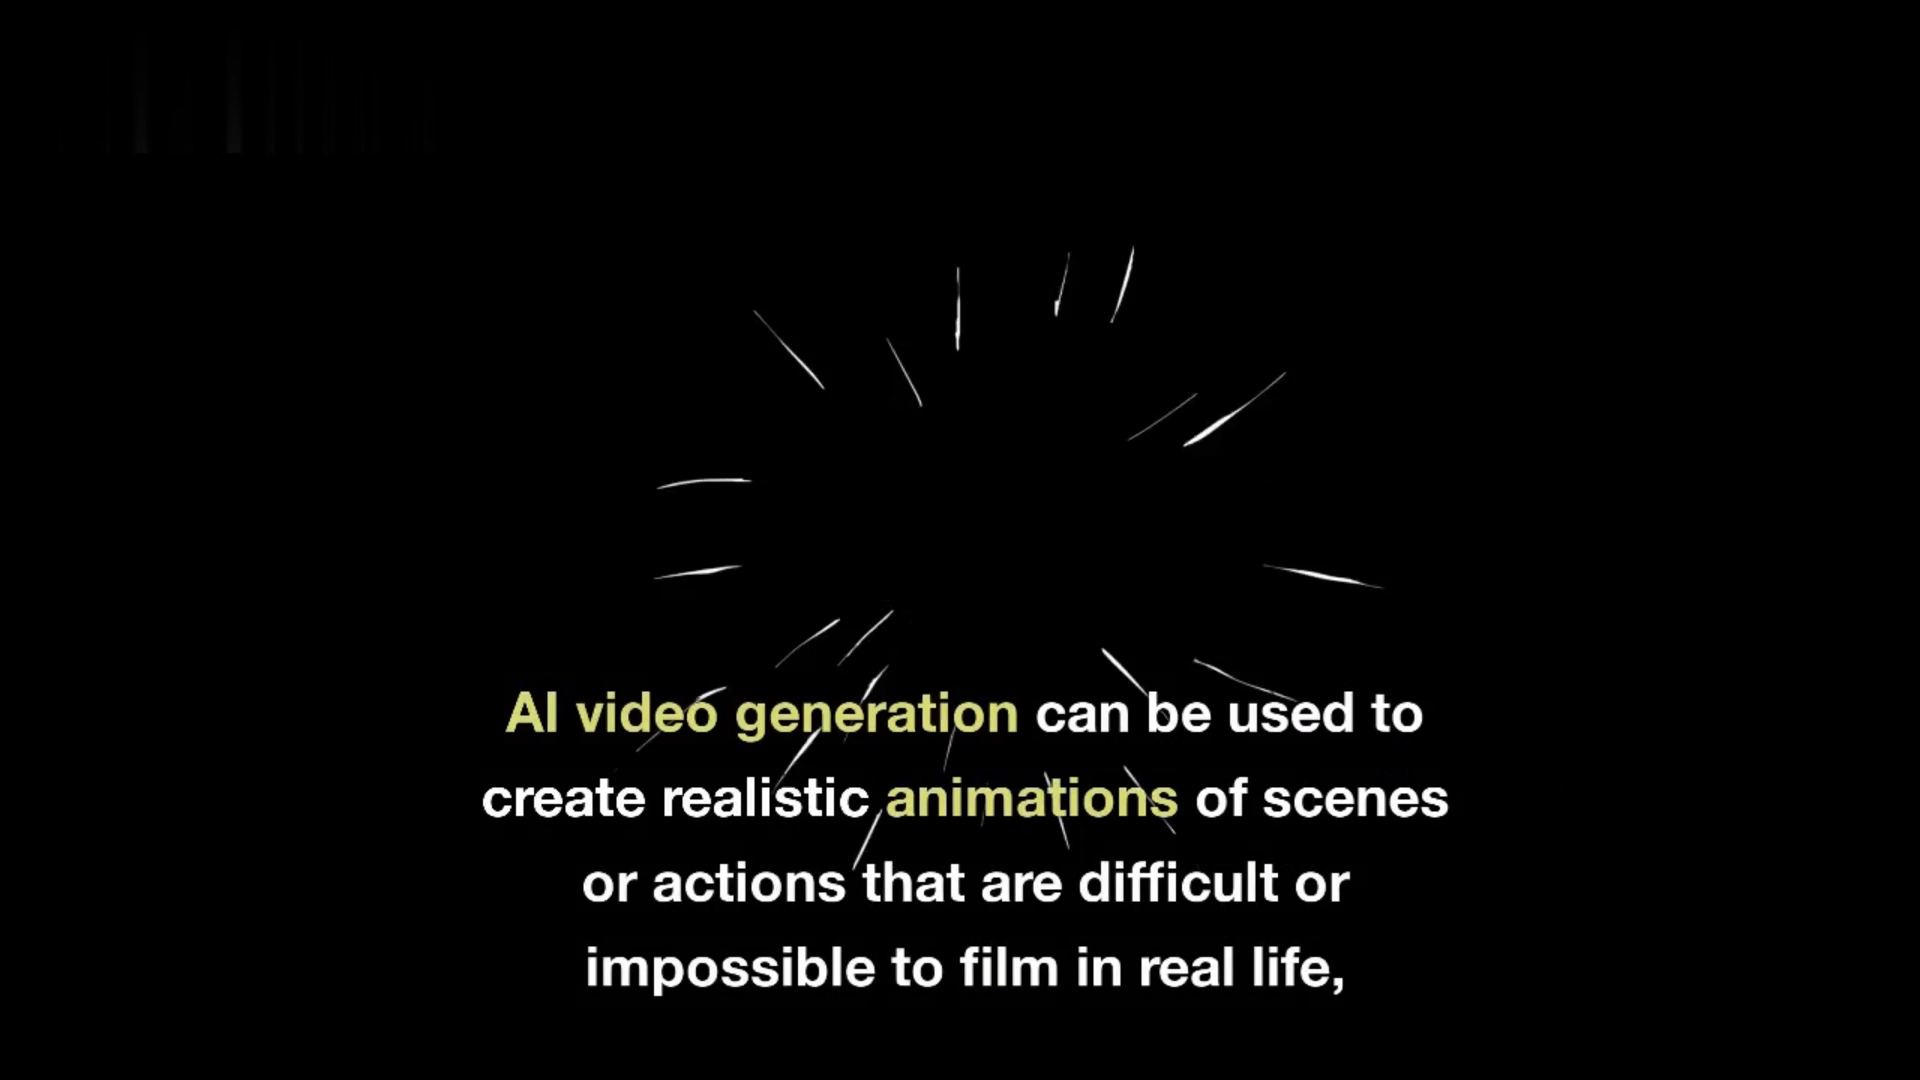 AI video generation can be used to
create realistic animations of scenes
or actions that are difficult or
impossible to film in real life,